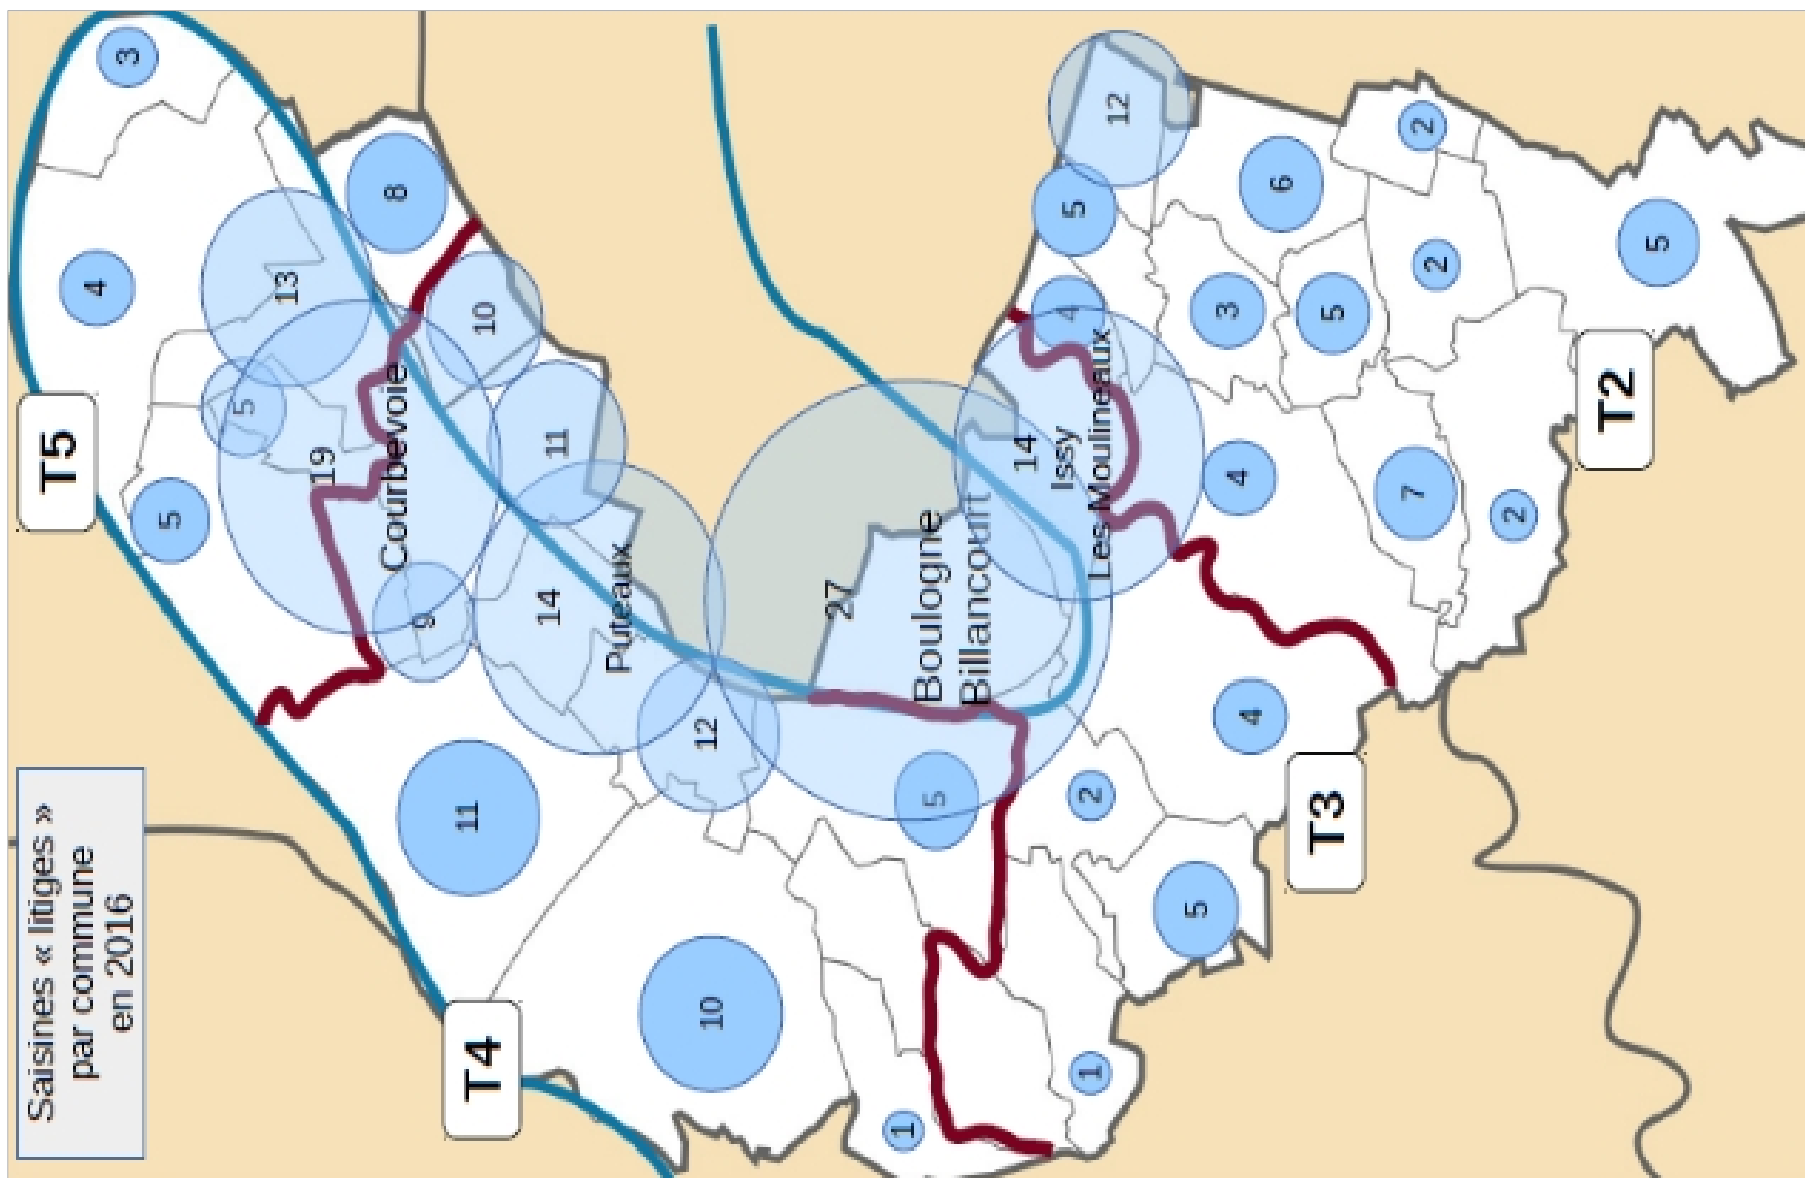 Saisines « litiges »
par commune
en 2016
T5
4
3
5
5
13
19
Courbevoie
8
9
11
T4
10
14
11
Puteaux
12
10
27
1
Boulogne
Billancourt
5
14
Issy
Les Moulineaux
4
5
1
2
12
5
3
4
4
6
T3
5
7
2
2
2
T2
5